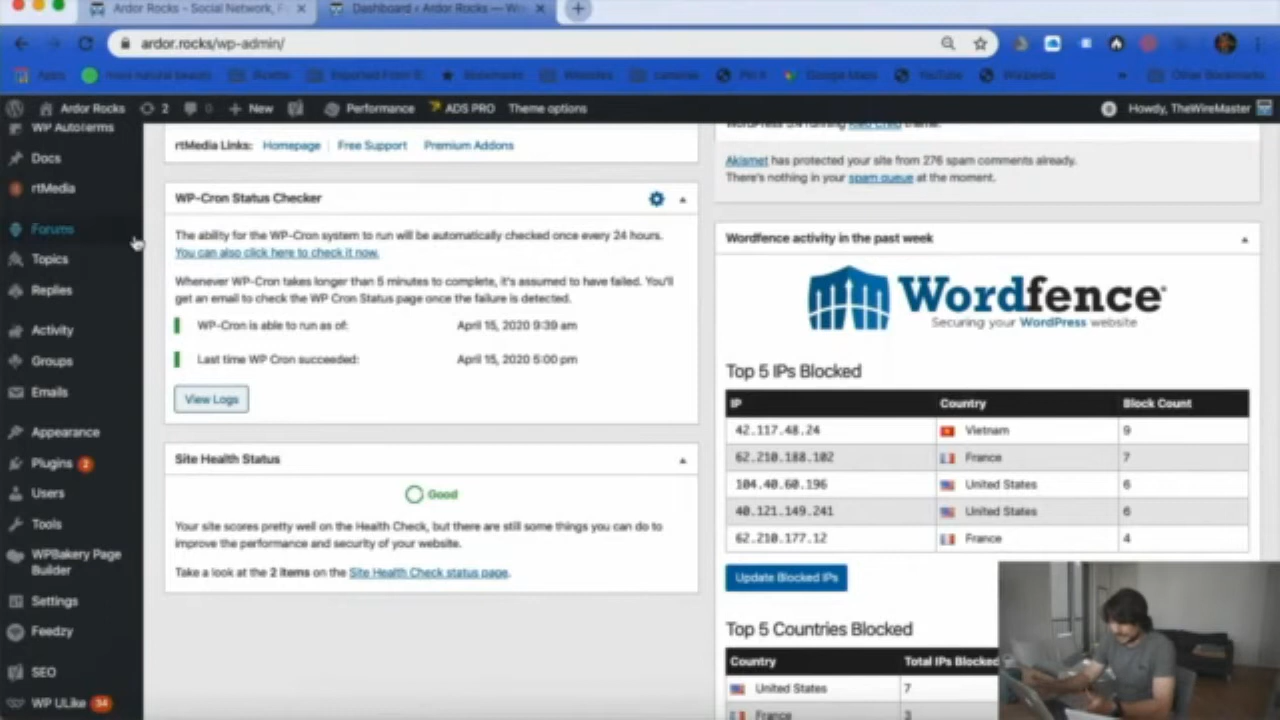 Ardor Rocks - Social Network, F
Dashboard ‹ Ardor Rocks — Wo
ardor.rocks/wp-admin/
Apps
Google Maps
YouTube
Wikipedia
»
Other Bookmarks
Ardor Rocks
2
0
New
Performance
ADS PRO
Theme options
Howdy, TheWireMaster
WP AutoTerms
Docs
rtMedia
Forums
Topics
Replies
Activity
Groups
Emails
Appearance
Plugins 2
Users
Tools
WPBakery Page
Builder
Settings
Feedzy
SEO
WP ULike 34
rtMedia Links: Homepage | Free Support | Premium Addons
WP-Cron Status Checker
The ability for the WP-Cron system to run will be automatically checked once every 24 hours.
You can also click here to check it now.
Whenever WP-Cron takes longer than 5 minutes to complete, it's assumed to have failed. You'll
get an email to check the WP Cron Status page once the failure is detected.
WP-Cron is able to run as of: April 15, 2020 9:39 am
Last time WP Cron succeeded: April 15, 2020 5:00 pm
View Logs
Site Health Status
Good
Your site scores pretty well on the Health Check, but there are still some things you can do to
improve the performance and security of your website.
Take a look at the 2 items on the Site Health Check status page.
WordPress 5.4 running Kleo Child theme.
Akismet has protected your site from 276 spam comments already.
There's nothing in your spam queue at the moment.
Wordfence activity in the past week
Wordfence®
Securing your WordPress website
Top 5 IPs Blocked
IP Country Block Count
42.117.48.24 Vietnam 9
62.210.188.102 France 7
104.40.60.196 United States 6
40.121.149.241 United States 6
62.210.177.12 France 4
Update Blocked IPs
Top 5 Countries Blocked
Country Total IPs Blocked
United States 7
France 3